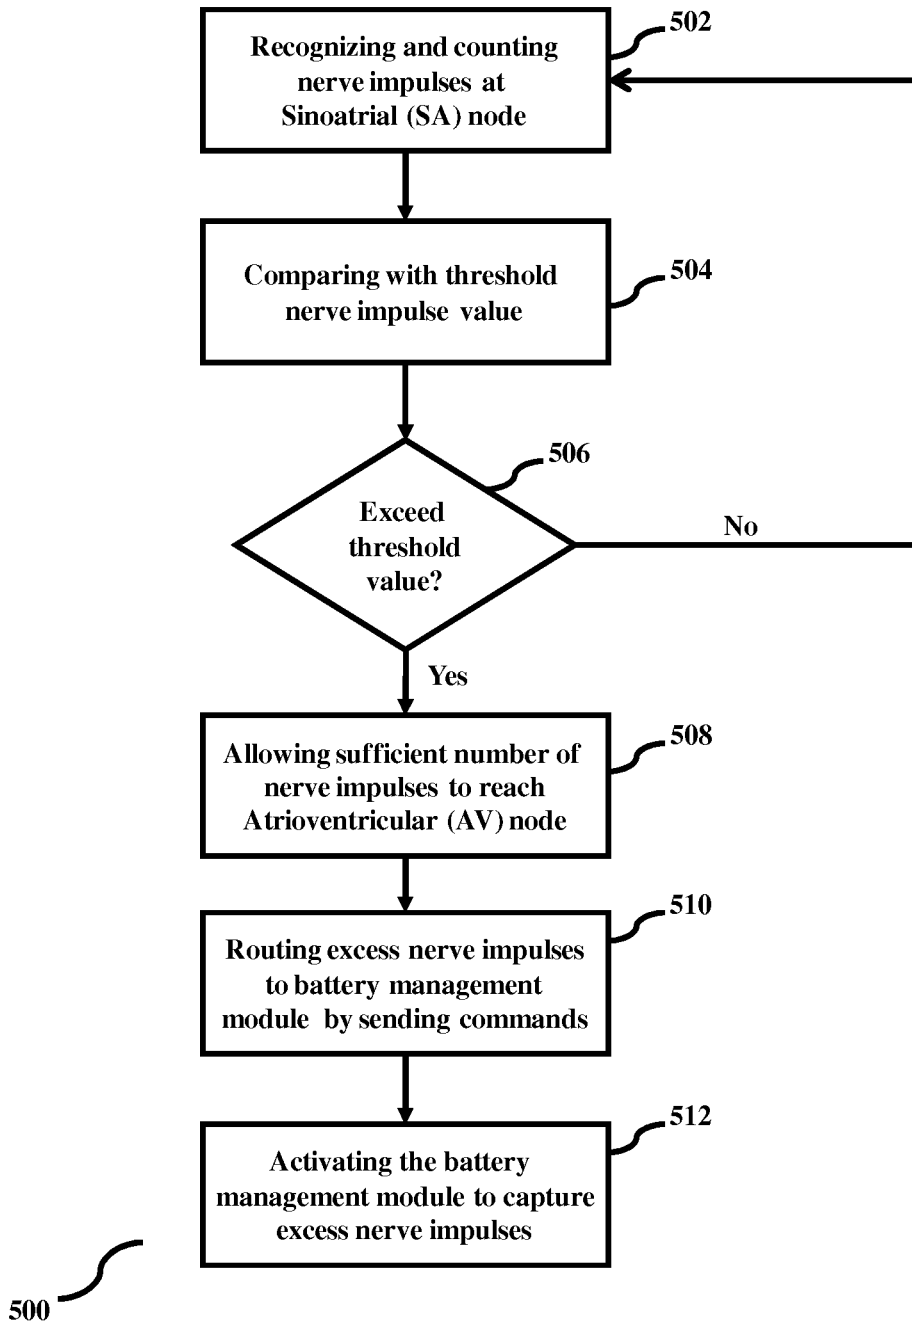 502
Recognizing and counting
nerve impulses at
Sinoatrial (SA) node
504
Comparing with threshold
nerve impulse value
506
Exceed
threshold
value?
No
Yes
508
Allowing sufficient number of
nerve impulses to reach
Atrioventricular (AV) node
510
Routing excess nerve impulses
to battery management
module by sending commands
512
Activating the battery
management module to capture
excess nerve impulses
500